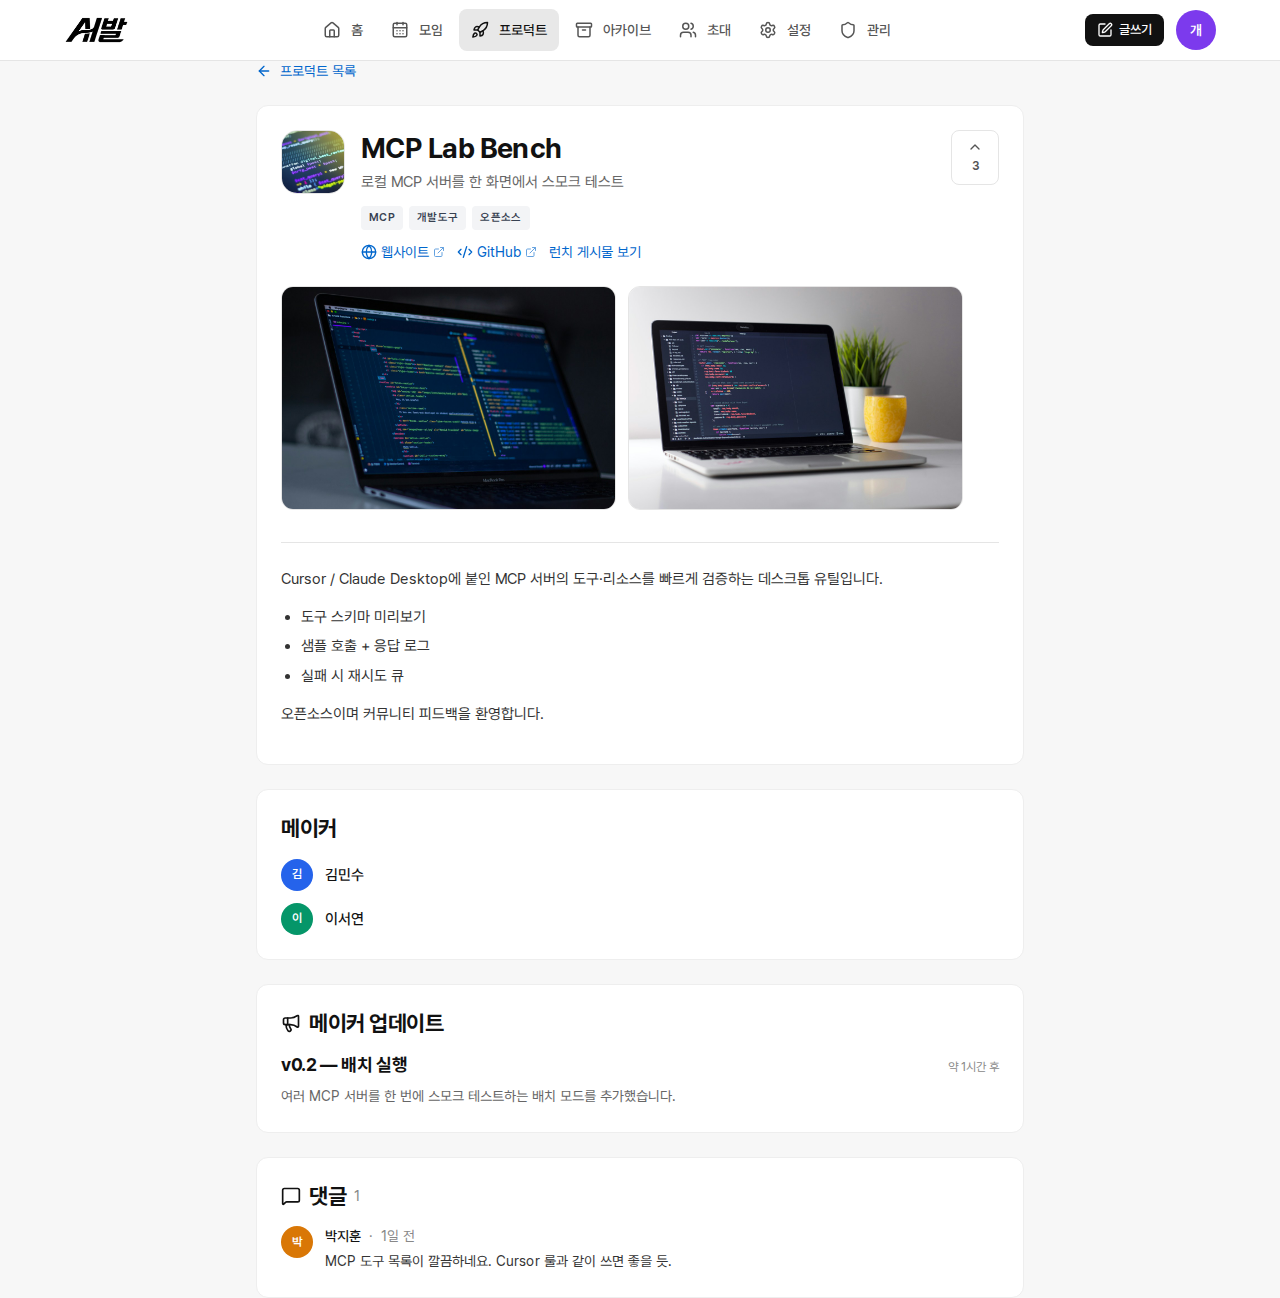 AI발
홈
모임
프로덕트
아카이브
초대
설정
관리
글쓰기
개
프로덕트 목록
MCP Lab Bench
3
로컬 MCP 서버를 한 화면에서 스모크 테스트
MCP
개발도구
오픈소스
웹사이트
GitHub
런치 게시물 보기
Cursor / Claude Desktop에 붙인 MCP 서버의 도구·리소스를 빠르게 검증하는 데스크톱 유틸입니다.
도구 스키마 미리보기
샘플 호출 + 응답 로그
실패 시 재시도 큐
오픈소스이며 커뮤니티 피드백을 환영합니다.
메이커
김
김민수
이
이서연
메이커 업데이트
v0.2 — 배치 실행
약 1시간 후
여러 MCP 서버를 한 번에 스모크 테스트하는 배치 모드를 추가했습니다.
댓글 1
박
박지훈 · 1일 전
MCP 도구 목록이 깔끔하네요. Cursor 룰과 같이 쓰면 좋을 듯.